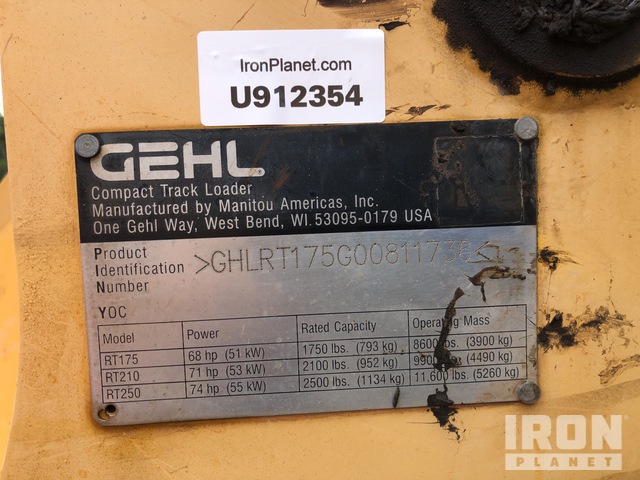 IronPlanet.com
U912354
GEHL
Compact Track Loader
Manufactured by Manitou Americas, Inc.
One Gehl Way, West Bend, WI. 53095-0179 USA
Product
Identification
Number
>GHLRT175G00811738<
YOC
Model Power Rated Capacity Operating Mass
RT175 68 hp (51 kW) 1750 lbs. (793 kg) 8600 lbs. (3900 kg)
RT210 71 hp (53 kW) 2100 lbs. (952 kg) 9900 lbs. (4490 kg)
RT250 74 hp (55 kW) 2500 lbs. (1134 kg) 11,600 lbs. (5260 kg)
IRON
PLANET